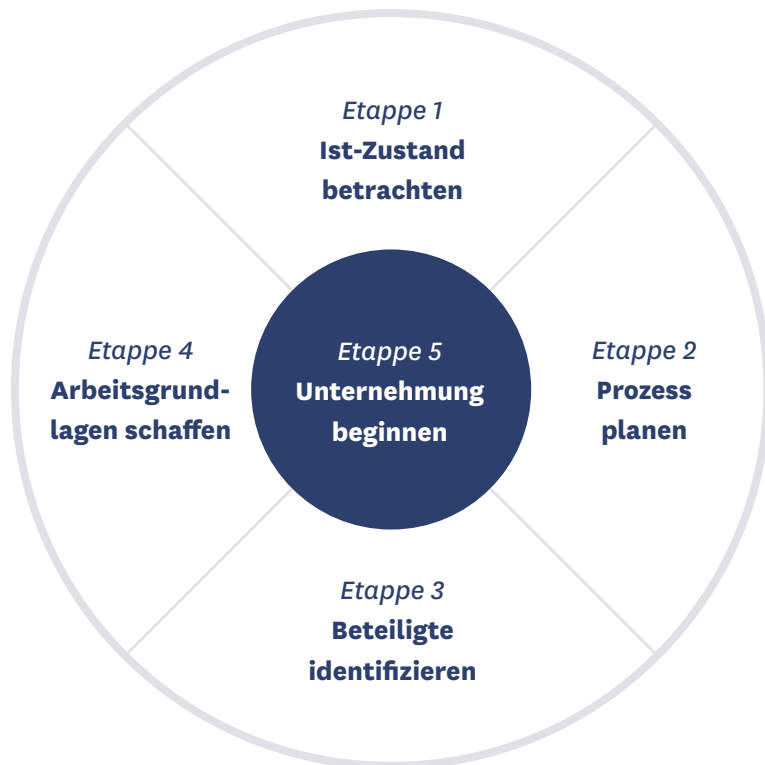 Etappe 1
Ist-Zustand
betrachten
Etappe 2
Prozess
planen
Etappe 3
Beteiligte
identifizieren
Etappe 4
Arbeitsgrund-
lagen schaffen
Etappe 5
Unternehmung
beginnen